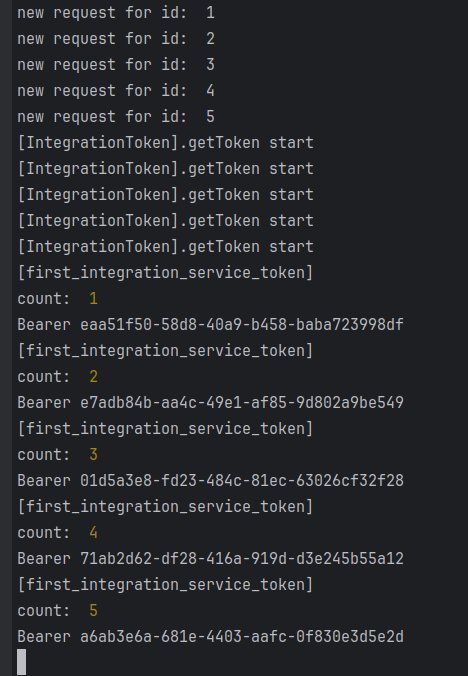 new request for id:  1
new request for id:  2
new request for id:  3
new request for id:  4
new request for id:  5
[IntegrationToken].getToken start
[IntegrationToken].getToken start
[IntegrationToken].getToken start
[IntegrationToken].getToken start
[IntegrationToken].getToken start
[first_integration_service_token]
count:  1
Bearer eaa51f50-58d8-40a9-b458-baba723998df
[first_integration_service_token]
count:  2
Bearer e7adb84b-aa4c-49e1-af85-9d802a9be549
[first_integration_service_token]
count:  3
Bearer 01d5a3e8-fd23-484c-81ec-63026cf32f28
[first_integration_service_token]
count:  4
Bearer 71ab2d62-df28-416a-919d-d3e245b55a12
[first_integration_service_token]
count:  5
Bearer a6ab3e6a-681e-4403-aafc-0f830e3d5e2d